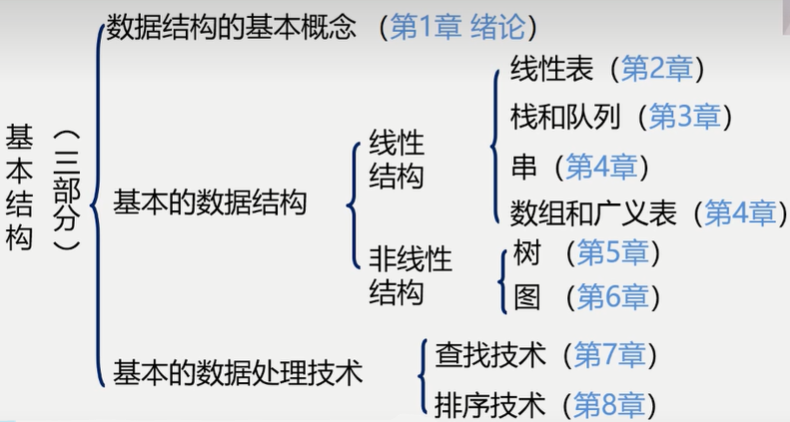 基本结构
（三部分）
数据结构的基本概念 （第1章 绪论）
基本的数据结构
线性
结构
线性表（第2章）
栈和队列（第3章）
串（第4章）
数组和广义表（第4章）
非线性
结构
树 （第5章）
图 （第6章）
基本的数据处理技术
查找技术（第7章）
排序技术（第8章）